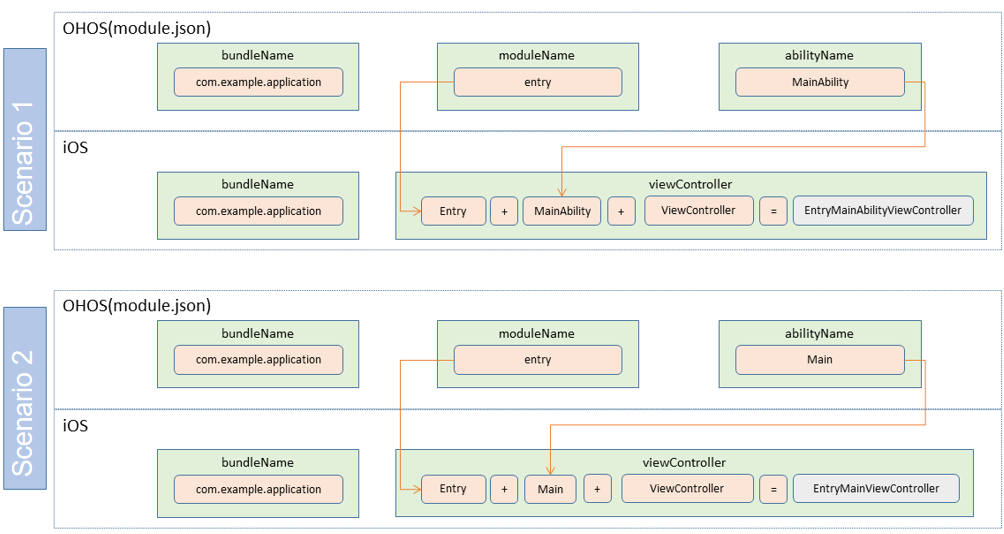 Scenario 1
OHOS(module.json)
bundleName
com.example.application
moduleName
entry
abilityName
MainAbility
iOS
bundleName
com.example.application
viewController
Entry + MainAbility + ViewController = EntryMainAbilityViewController
Scenario 2
OHOS(module.json)
bundleName
com.example.application
moduleName
entry
abilityName
Main
iOS
bundleName
com.example.application
viewController
Entry + Main + ViewController = EntryMainViewController